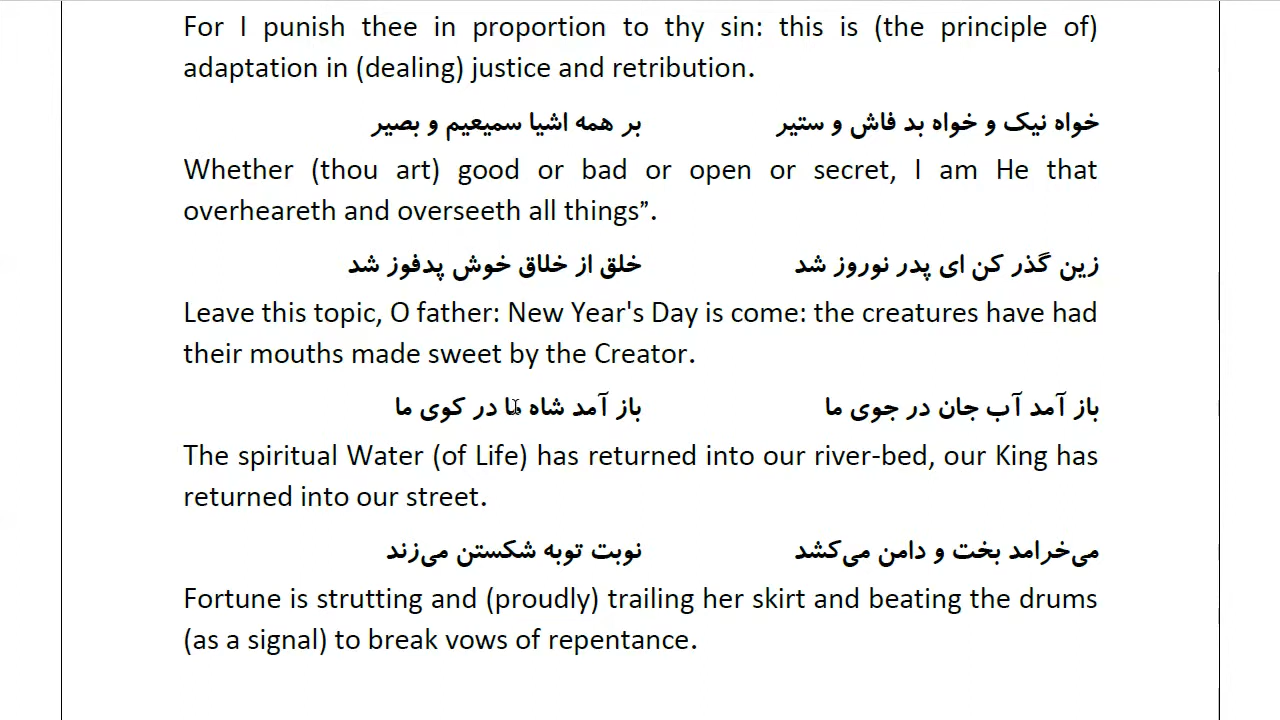 For I punish thee in proportion to thy sin: this is (the principle of)
adaptation in (dealing) justice and retribution.
خواه نیک و خواه بد فاش و ستیر بر همه اشیا سمیعیم و بصیر
Whether (thou art) good or bad or open or secret, I am He that
overheareth and overseeth all things”.
زین گذر کن ای پدر نوروز شد خلق از خلاق خوش پدفوز شد
Leave this topic, O father: New Year's Day is come: the creatures have had
their mouths made sweet by the Creator.
باز آمد آب جان در جوی ما باز آمد شاه ما در کوی ما
The spiritual Water (of Life) has returned into our river-bed, our King has
returned into our street.
می‌خرامد بخت و دامن می‌کشد نوبت توبه شکستن می‌زند
Fortune is strutting and (proudly) trailing her skirt and beating the drums
(as a signal) to break vows of repentance.